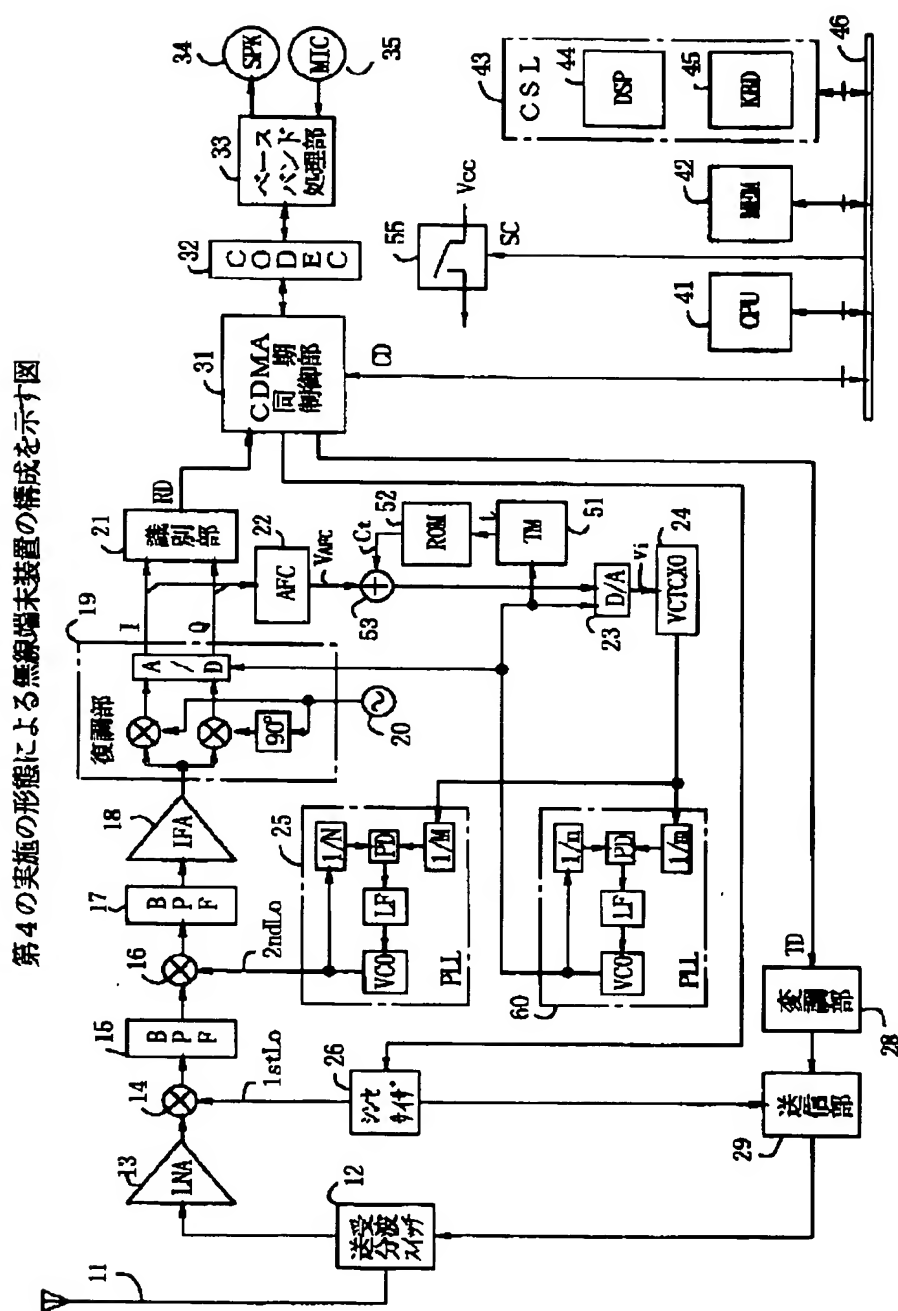 第4の実施の形態による無線端末装置の構成を示す図
11
12
送受
分波
スイッチ
13
LNA
14
1stLo
15
BPF
16
2ndLo
17
BPF
18
IFA
19
復調部
90°
A/D
20
I
Q
21
識別部
RD
22
AFC
VAFC
Ct
53
52
ROM
51
TM
23
D/A
Vi
24
VCTCXO
25
1/N
PD
1/M
LF
VCO
PLL
60
1/n
PD
1/m
LF
VCO
PLL
26
シンセ
サイザ
TD
変調部
28
送信部
29
31
CDMA
同期
制御部
CD
32
CODEC
33
ベース
バンド
処理部
34
SPK
MIC
35
55
Vcc
SC
41
CPU
42
MEM
43
CSL
44
DSP
45
KBD
46